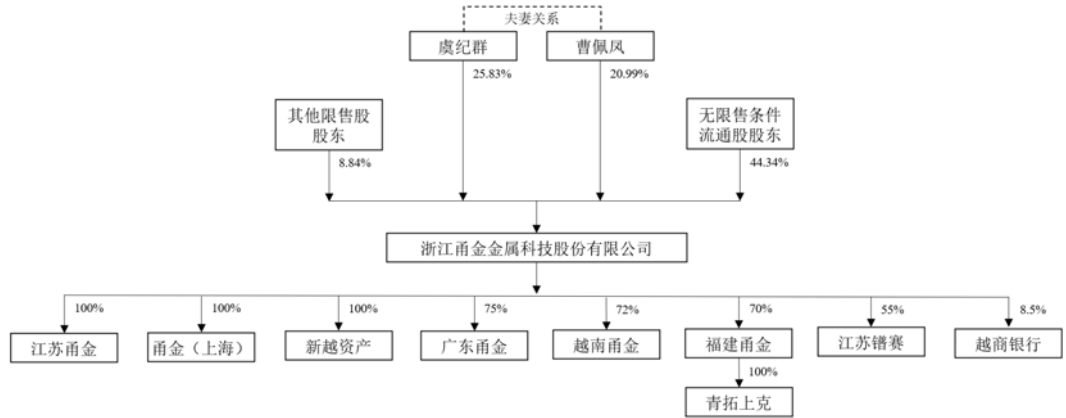 夫妻关系
虞纪群
曹佩凤
25.83%
20.99%
其他限售股
股东
无限售条件
流通股股东
8.84%
44.34%
浙江甬金金属科技股份有限公司
100%
100%
100%
75%
72%
70%
55%
8.5%
江苏甬金
甬金（上海）
新越资产
广东甬金
越南甬金
福建甬金
江苏镨赛
越商银行
100%
青拓上克